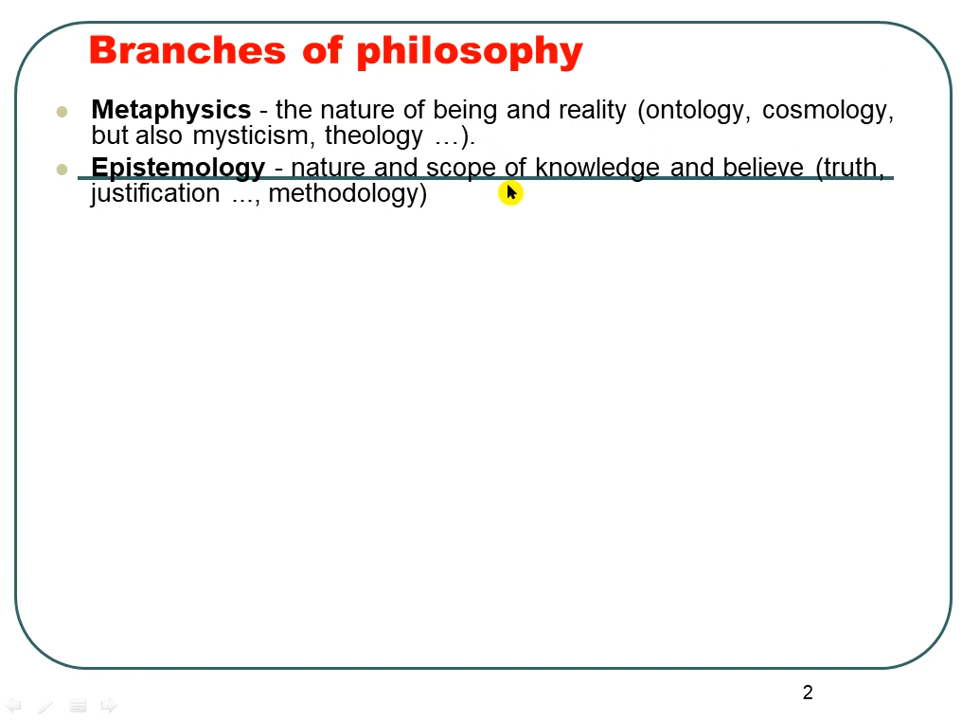 Branches of philosophy
Metaphysics - the nature of being and reality (ontology, cosmology,
but also mysticism, theology …).
Epistemology - nature and scope of knowledge and believe (truth,
justification ..., methodology)
2